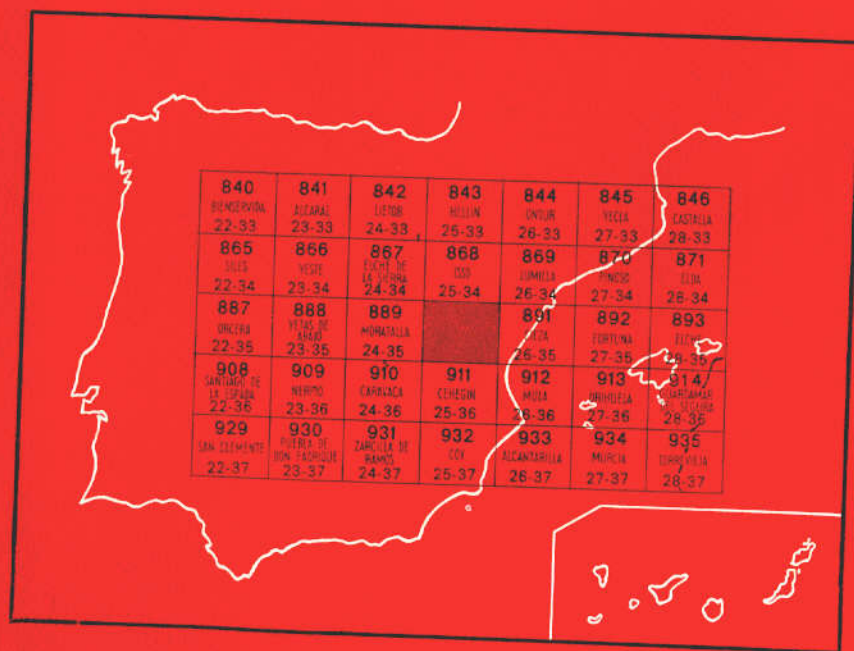 840 841 842 843 844 845 846
BIENSERVIDA ALCARAZ LIETOR HELLIN ONTUR YECLA CASTALLA
22-33 23-33 24-33 25-33 26-33 27-33 28-33
865 866 867 868 869 870 871
SILES YESTE ELCHE DE LA SIERRA ISSO JUMILLA PINOSO ELDA
22-34 23-34 24-34 25-34 26-34 27-34 28-34
887 888 889 891 892 893
ORCERA YETAS DE ABAJO MORATALLA CIEZA FORTUNA ELCHE
22-35 23-35 24-35 26-35 27-35 28-35
908 909 910 911 912 913 914
SANTIAGO DE LA ESPADA NERPIO CARAVACA CEHEGIN MULA ORIHUELA GUARDAMAR DEL SEGURA
22-36 23-36 24-36 25-36 26-36 27-36 28-36
929 930 931 932 933 934 935
SAN CLEMENTE PUEBLA DE DON FADRIQUE ZARCILLA DE RAMOS COY ALCANTARILLA MURCIA TORREVIEJA
22-37 23-37 24-37 25-37 26-37 27-37 28-37